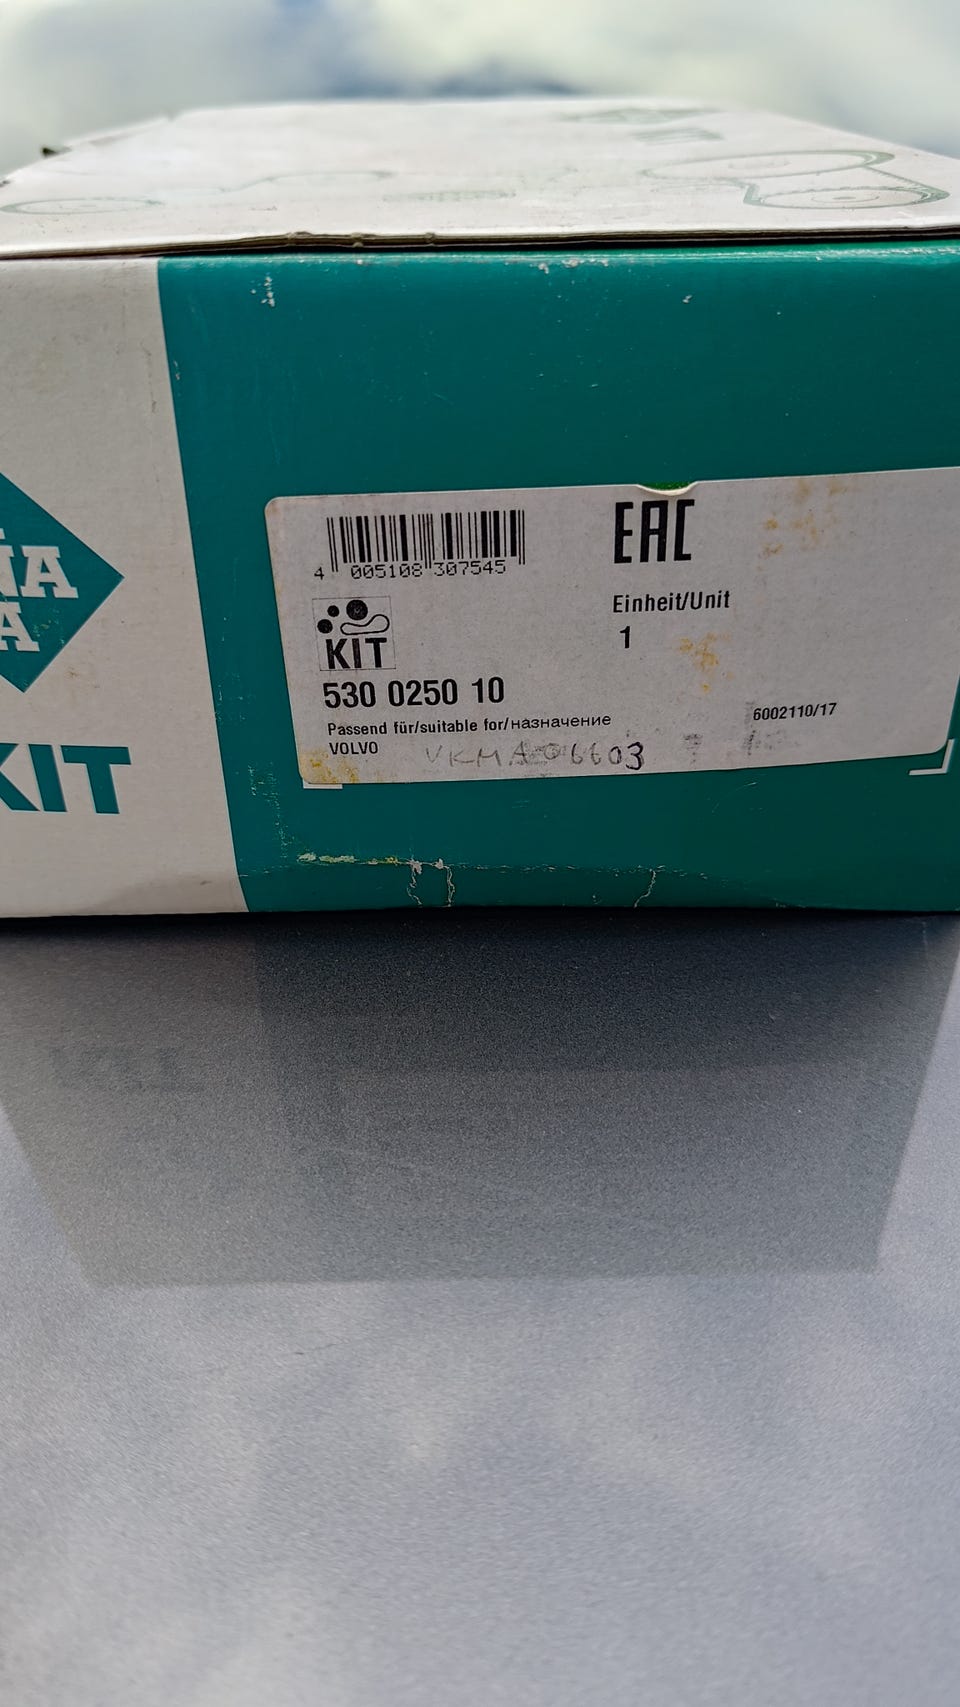 EAC
4 005108 307545
Einheit/Unit
1
KIT
530 0250 10
Passend für/suitable for/назначение
VOLVO
6002110/17
KIT